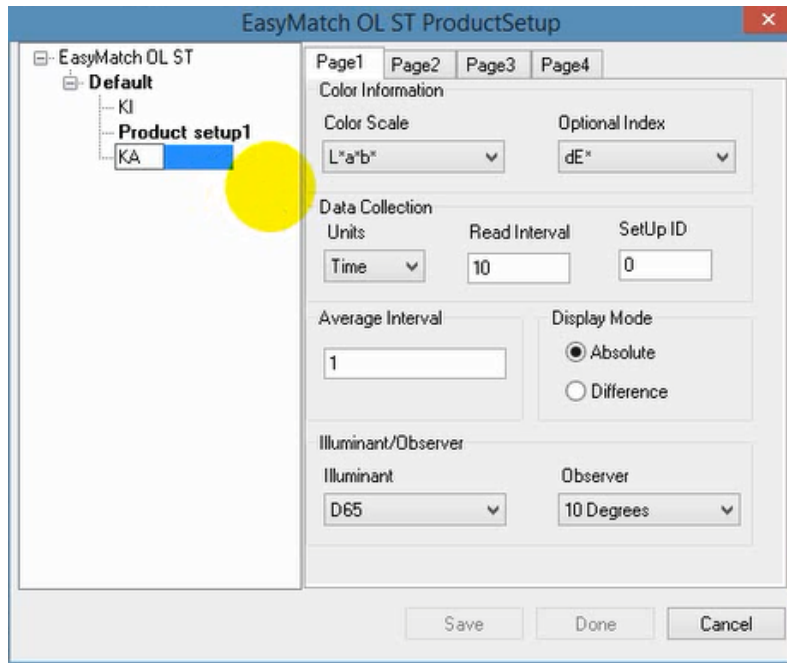 EasyMatch OL ST ProductSetup
EasyMatch OL ST
Default
KI
Product setup1
KA
Page1 Page2 Page3 Page4
Color Information
Color Scale Optional Index
L*a*b* dE*
Data Collection
Units Read Interval SetUp ID
Time 10 0
Average Interval Display Mode
1 Absolute
Difference
Illuminant/Observer
Illuminant Observer
D65 10 Degrees
Save Done Cancel